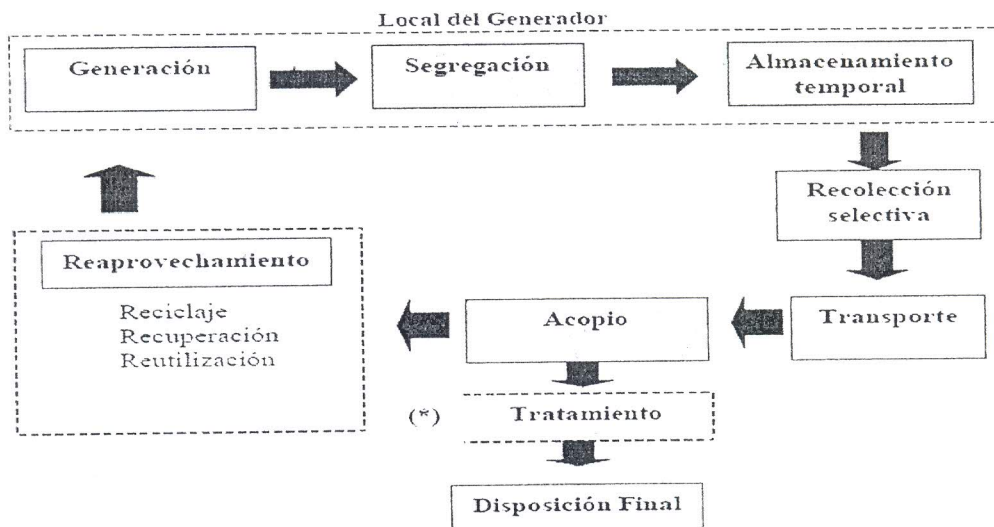 Local del Generador
Generación
Segregación
Almacenamiento
temporal
Recolección
selectiva
Reaprovechamiento
Reciclaje
Recuperación
Reutilización
Acopio
Transporte
(*)
Tratamiento
Disposición Final